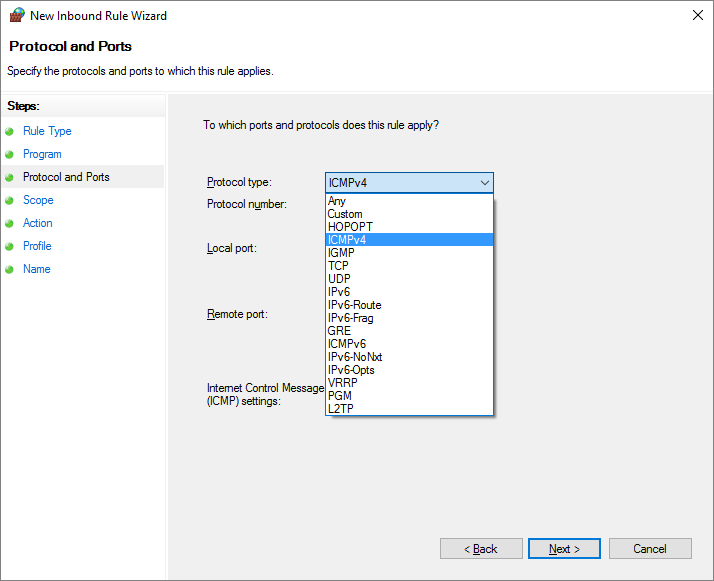 New Inbound Rule Wizard
Protocol and Ports
Specify the protocols and ports to which this rule applies.
Steps:
Rule Type
Program
Protocol and Ports
Scope
Action
Profile
Name
To which ports and protocols does this rule apply?
Protocol type: ICMPv4
Protocol number:
Local port:
Remote port:
Internet Control Message
(ICMP) settings:
Any
Custom
HOPOPT
ICMPv4
IGMP
TCP
UDP
IPv6
IPv6-Route
IPv6-Frag
GRE
ICMPv6
IPv6-NoNxt
IPv6-Opts
VRRP
PGM
L2TP
< Back
Next >
Cancel